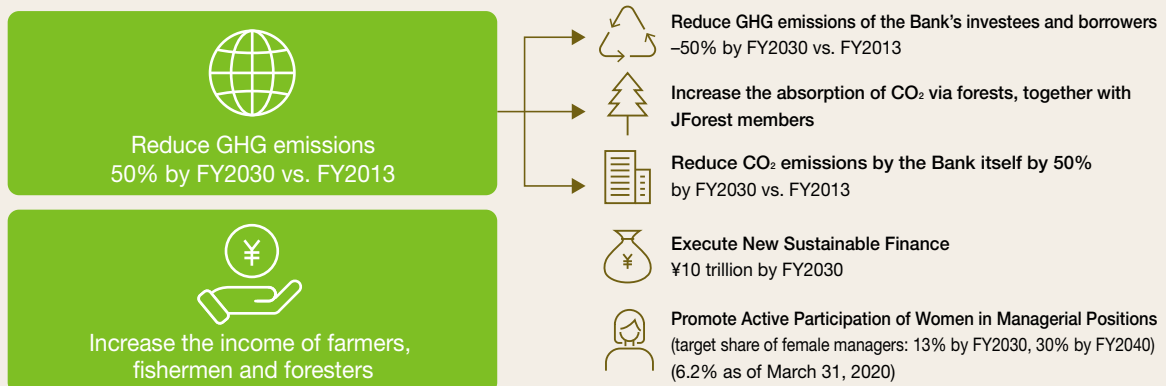 Reduce GHG emissions
50% by FY2030 vs. FY2013
Reduce GHG emissions of the Bank's investees and borrowers
–50% by FY2030 vs. FY2013
Increase the absorption of CO₂ via forests, together with
JForest members
Reduce CO₂ emissions by the Bank itself by 50%
by FY2030 vs. FY2013
¥
Increase the income of farmers,
fishermen and foresters
¥
Execute New Sustainable Finance
¥10 trillion by FY2030
Promote Active Participation of Women in Managerial Positions
(target share of female managers: 13% by FY2030, 30% by FY2040)
(6.2% as of March 31, 2020)